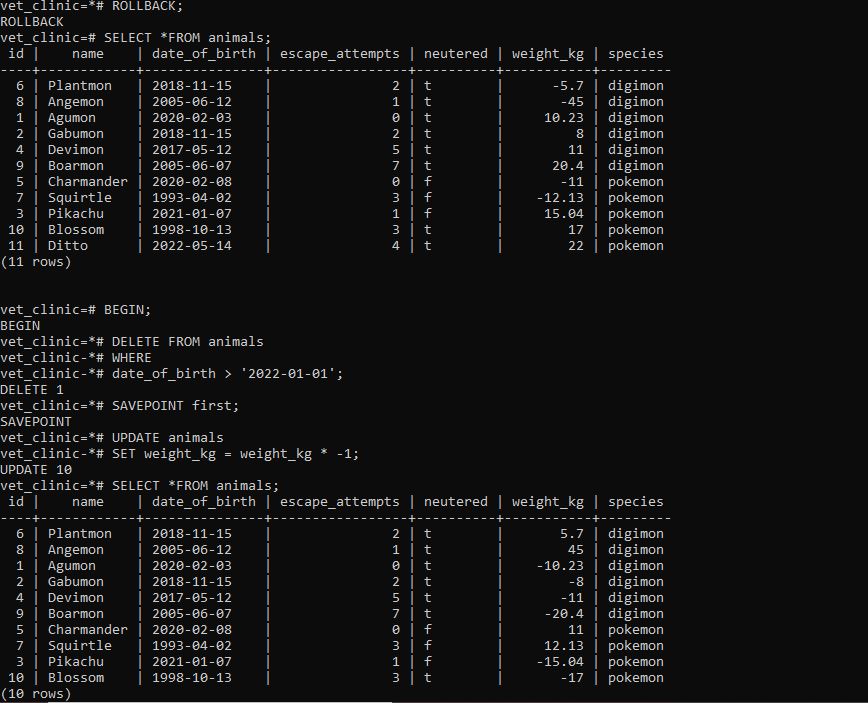 vet_clinic=*# ROLLBACK;
ROLLBACK
vet_clinic=# SELECT *FROM animals;
 id |    name    | date_of_birth | escape_attempts | neutered | weight_kg | species
----+------------+---------------+-----------------+----------+-----------+---------
  6 | Plantmon   | 2018-11-15    |               2 | t        |      -5.7 | digimon
  8 | Angemon    | 2005-06-12    |               1 | t        |       -45 | digimon
  1 | Agumon     | 2020-02-03    |               0 | t        |     10.23 | digimon
  2 | Gabumon    | 2018-11-15    |               2 | t        |         8 | digimon
  4 | Devimon    | 2017-05-12    |               5 | t        |        11 | digimon
  9 | Boarmon    | 2005-06-07    |               7 | t        |      20.4 | digimon
  5 | Charmander | 2020-02-08    |               0 | f        |       -11 | pokemon
  7 | Squirtle   | 1993-04-02    |               3 | f        |    -12.13 | pokemon
  3 | Pikachu    | 2021-01-07    |               1 | f        |     15.04 | pokemon
 10 | Blossom    | 1998-10-13    |               3 | t        |        17 | pokemon
 11 | Ditto      | 2022-05-14    |               4 | t        |        22 | pokemon
(11 rows)
vet_clinic=# BEGIN;
BEGIN
vet_clinic=*# DELETE FROM animals
vet_clinic-*# WHERE
vet_clinic-*# date_of_birth > '2022-01-01';
DELETE 1
vet_clinic=*# SAVEPOINT first;
SAVEPOINT
vet_clinic=*# UPDATE animals
vet_clinic-*# SET weight_kg = weight_kg * -1;
UPDATE 10
vet_clinic=*# SELECT *FROM animals;
 id |    name    | date_of_birth | escape_attempts | neutered | weight_kg | species
----+------------+---------------+-----------------+----------+-----------+---------
  6 | Plantmon   | 2018-11-15    |               2 | t        |       5.7 | digimon
  8 | Angemon    | 2005-06-12    |               1 | t        |        45 | digimon
  1 | Agumon     | 2020-02-03    |               0 | t        |    -10.23 | digimon
  2 | Gabumon    | 2018-11-15    |               2 | t        |        -8 | digimon
  4 | Devimon    | 2017-05-12    |               5 | t        |       -11 | digimon
  9 | Boarmon    | 2005-06-07    |               7 | t        |     -20.4 | digimon
  5 | Charmander | 2020-02-08    |               0 | f        |        11 | pokemon
  7 | Squirtle   | 1993-04-02    |               3 | f        |     12.13 | pokemon
  3 | Pikachu    | 2021-01-07    |               1 | f        |    -15.04 | pokemon
 10 | Blossom    | 1998-10-13    |               3 | t        |       -17 | pokemon
(10 rows)